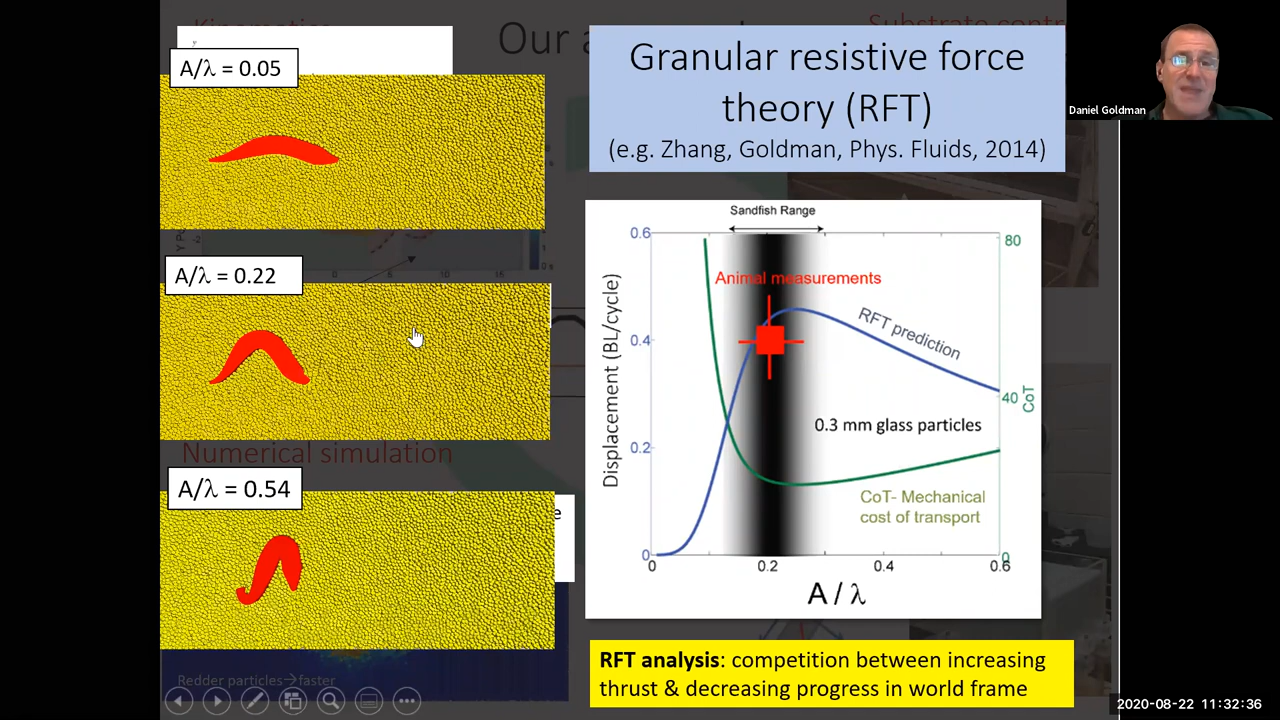 Kinematics
Our a
Substrate contr
A/λ = 0.05
A/λ = 0.22
Numerical simulation
A/λ = 0.54
e
Redder particles→faster
Granular resistive force
theory (RFT)
(e.g. Zhang, Goldman, Phys. Fluids, 2014)
Sandfish Range
0.6
80
Animal measurements
RFT prediction
0.4
40
CoT
0.3 mm glass particles
0.2
CoT- Mechanical
cost of transport
0
0
0
0.2
0.4
0.6
Displacement (BL/cycle)
A / λ
RFT analysis: competition between increasing
thrust & decreasing progress in world frame
Daniel Goldman
2020-08-22 11:32:36